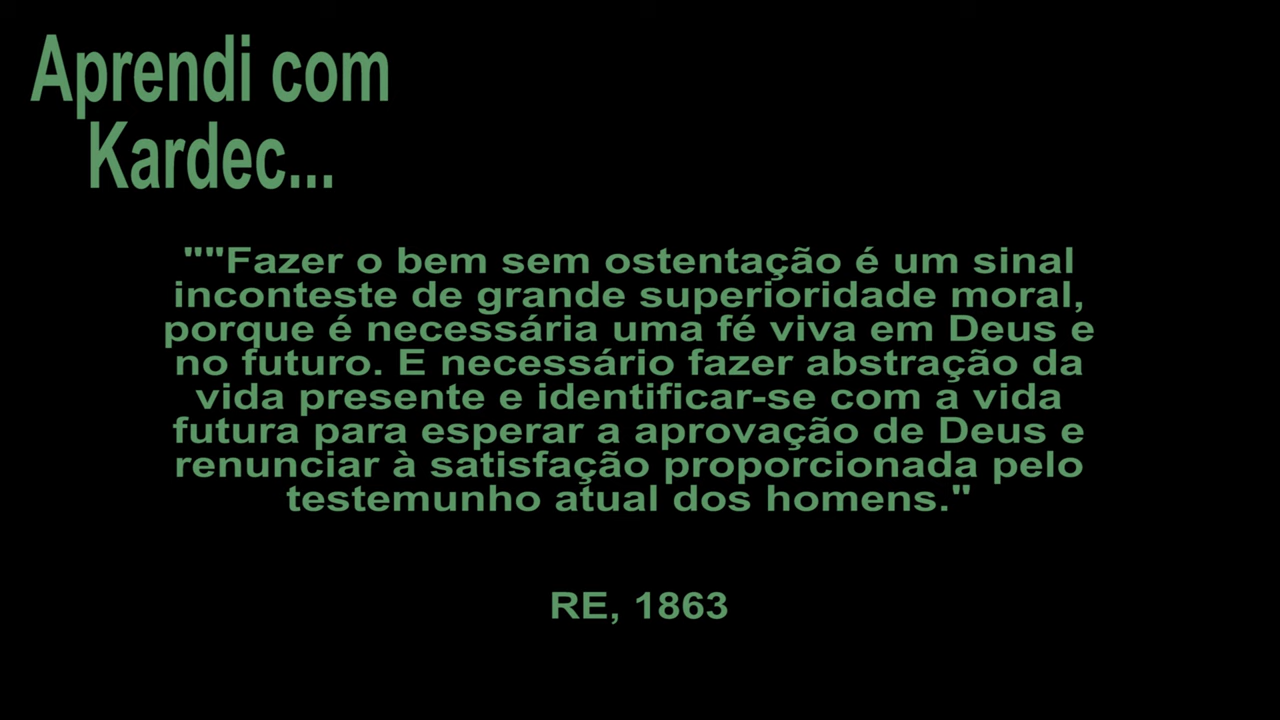 Aprendi com
Kardec...
""Fazer o bem sem ostentação é um sinal
inconteste de grande superioridade moral,
porque é necessária uma fé viva em Deus e
no futuro. E necessário fazer abstração da
vida presente e identificar-se com a vida
futura para esperar a aprovação de Deus e
renunciar à satisfação proporcionada pelo
testemunho atual dos homens."
RE, 1863